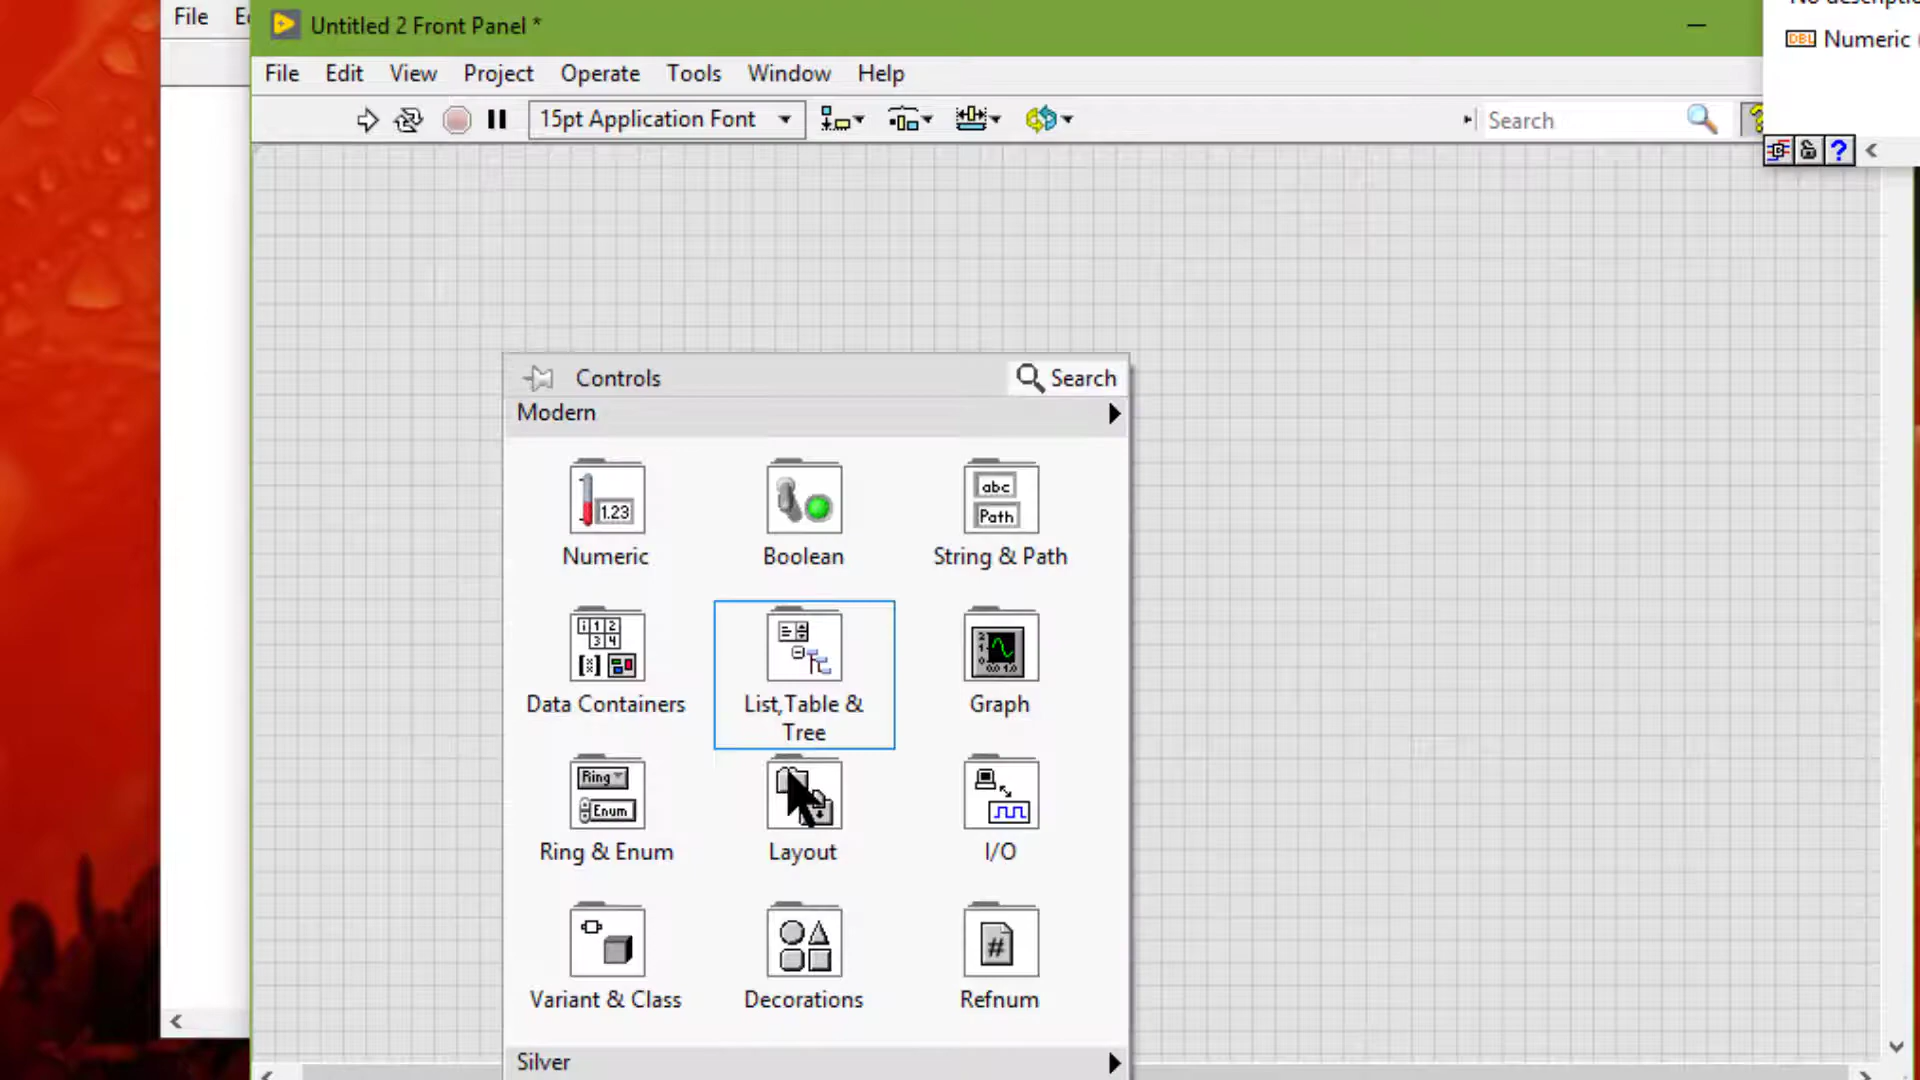 File
Untitled 2 Front Panel *
File Edit View Project Operate Tools Window Help
15pt Application Font
Search
Numeric
DBL
Controls
Search
Modern
1.23
abc
Path
Numeric
Boolean
String & Path
Data Containers
List,Table &
Tree
Graph
Ring
Enum
Ring & Enum
Layout
I/O
#
Variant & Class
Decorations
Refnum
Silver